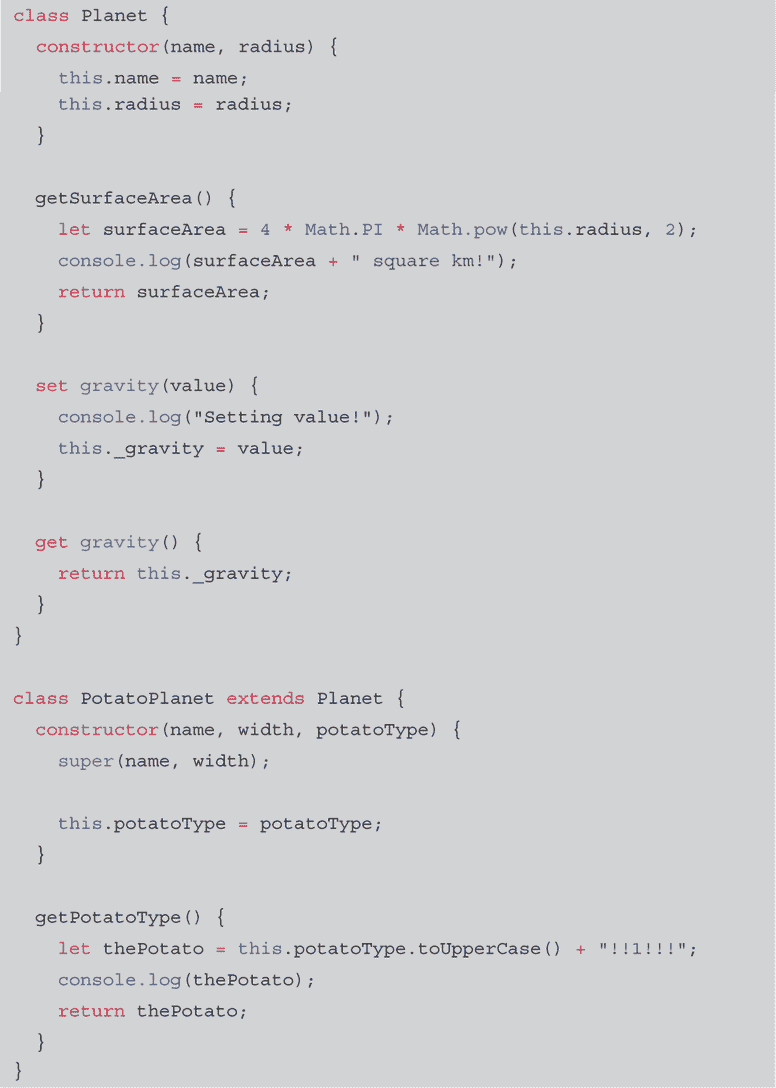 class Planet {
  constructor(name, radius) {
    this.name = name;
    this.radius = radius;
  }

  getSurfaceArea() {
    let surfaceArea = 4 * Math.PI * Math.pow(this.radius, 2);
    console.log(surfaceArea + " square km!");
    return surfaceArea;
  }

  set gravity(value) {
    console.log("Setting value!");
    this._gravity = value;
  }

  get gravity() {
    return this._gravity;
  }
}

class PotatoPlanet extends Planet {
  constructor(name, width, potatoType) {
    super(name, width);

    this.potatoType = potatoType;
  }

  getPotatoType() {
    let thePotato = this.potatoType.toUpperCase() + "!!1!!!";
    console.log(thePotato);
    return thePotato;
  }
}